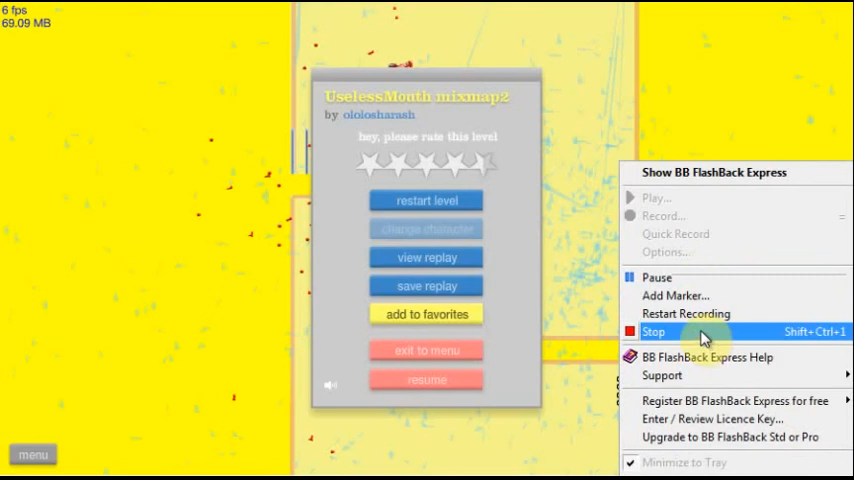 6 fps
69.09 MB
UselessMouth mixmap2
by ololosharash
hey, please rate this level
restart level
change character
view replay
save replay
add to favorites
exit to menu
resume
menu
Show BB FlashBack Express
Play...
Record... =
Quick Record
Options...
Pause
Add Marker...
Restart Recording
Stop Shift+Ctrl+1
BB FlashBack Express Help
Support
Register BB FlashBack Express for free
Enter / Review Licence Key...
Upgrade to BB FlashBack Std or Pro
Minimize to Tray